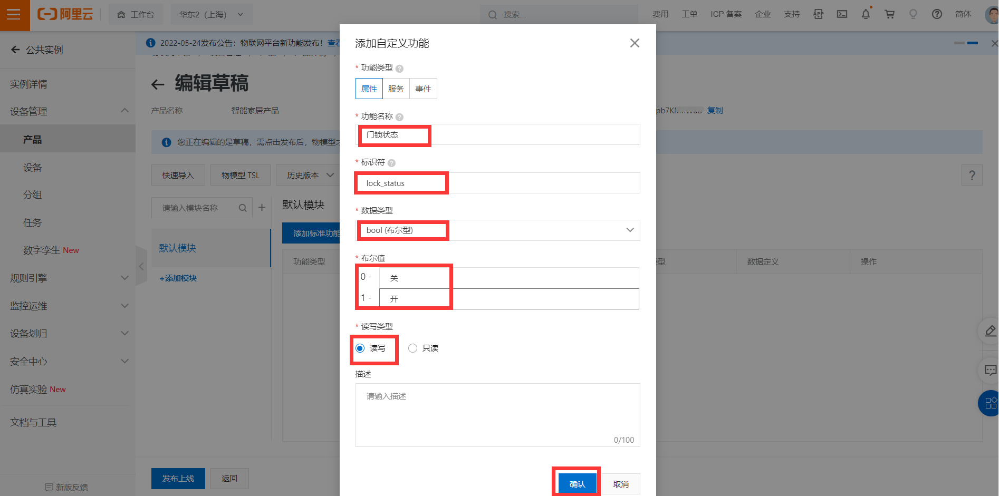 阿里云
工作台
华东2（上海）
搜索...
费用
工单
ICP 备案
企业
支持
APP
简体
公共实例
2022-05-24发布公告：物联网平台新功能发布！查看
实例详情
设备管理
产品
设备
分组
任务
数字孪生 New
规则引擎
监控运维
设备划归
安全中心
仿真实验 New
文档与工具
新版反馈
编辑草稿
产品名称
智能家居产品
复制
您正在编辑的是草稿，需点击发布后，物模型才
快速导入
物模型 TSL
历史版本
?
请输入模块名称
默认模块
+添加模块
默认模块
添加标准功能
功能类型
类型
数据定义
操作
发布上线
返回
添加自定义功能
* 功能类型 ?
属性
服务
事件
* 功能名称 ?
门锁状态
* 标识符 ?
lock_status
* 数据类型
bool (布尔型)
* 布尔值
0 -
关
1 -
开
* 读写类型
读写
只读
描述
请输入描述
0/100
确认
取消